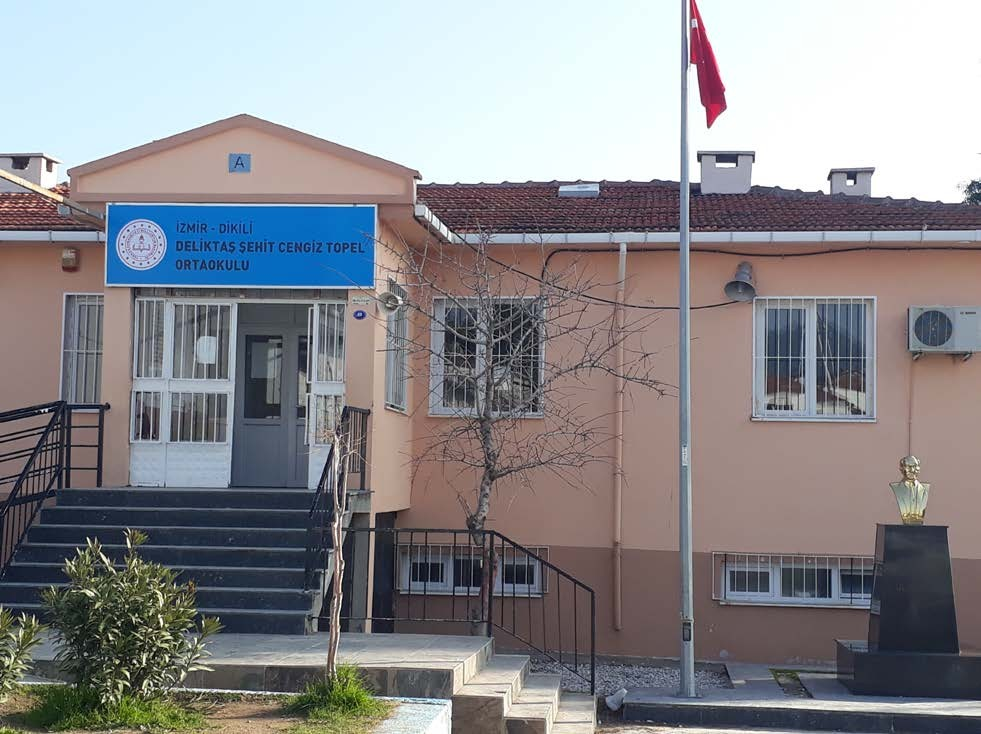 A
İZMİR - DİKİLİ
DELİKTAŞ ŞEHİT CENGİZ TOPEL
ORTAOKULU